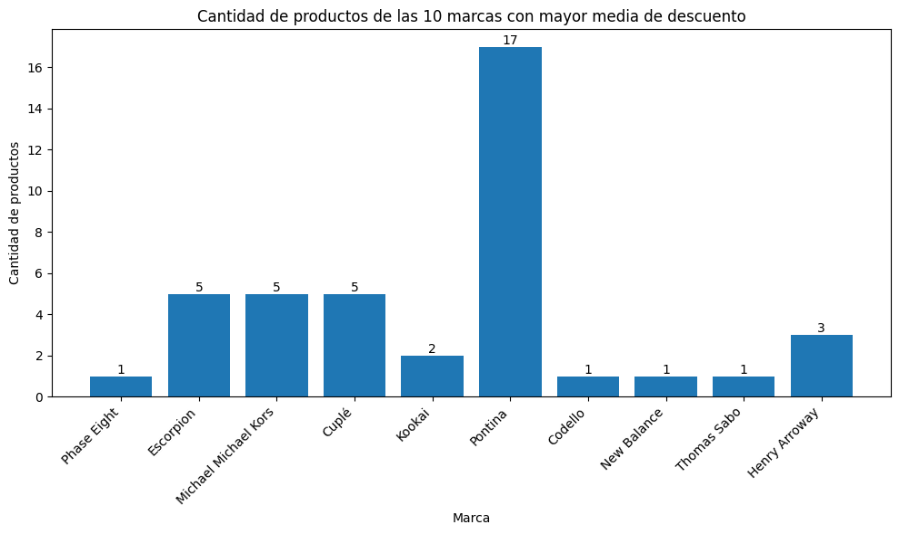 Cantidad de productos de las 10 marcas con mayor media de descuento
Cantidad de productos
16
14
12
10
8
6
4
2
0
1
5
5
5
2
17
1
1
1
3
Phase Eight
Escorpion
Michael Michael Kors
Cuplé
Kookai
Pontina
Codello
New Balance
Thomas Sabo
Henry Arroway
Marca